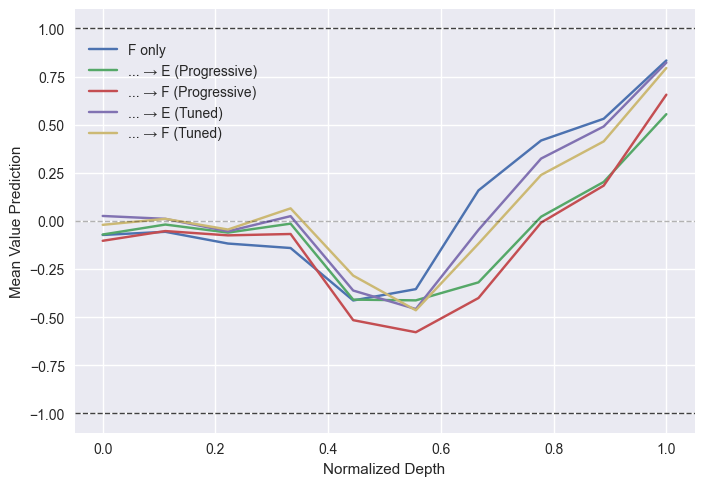 1.00
0.75
0.50
0.25
0.00
−0.25
−0.50
−0.75
−1.00
Mean Value Prediction
F only
... → E (Progressive)
... → F (Progressive)
... → E (Tuned)
... → F (Tuned)
0.0 0.2 0.4 0.6 0.8 1.0
Normalized Depth